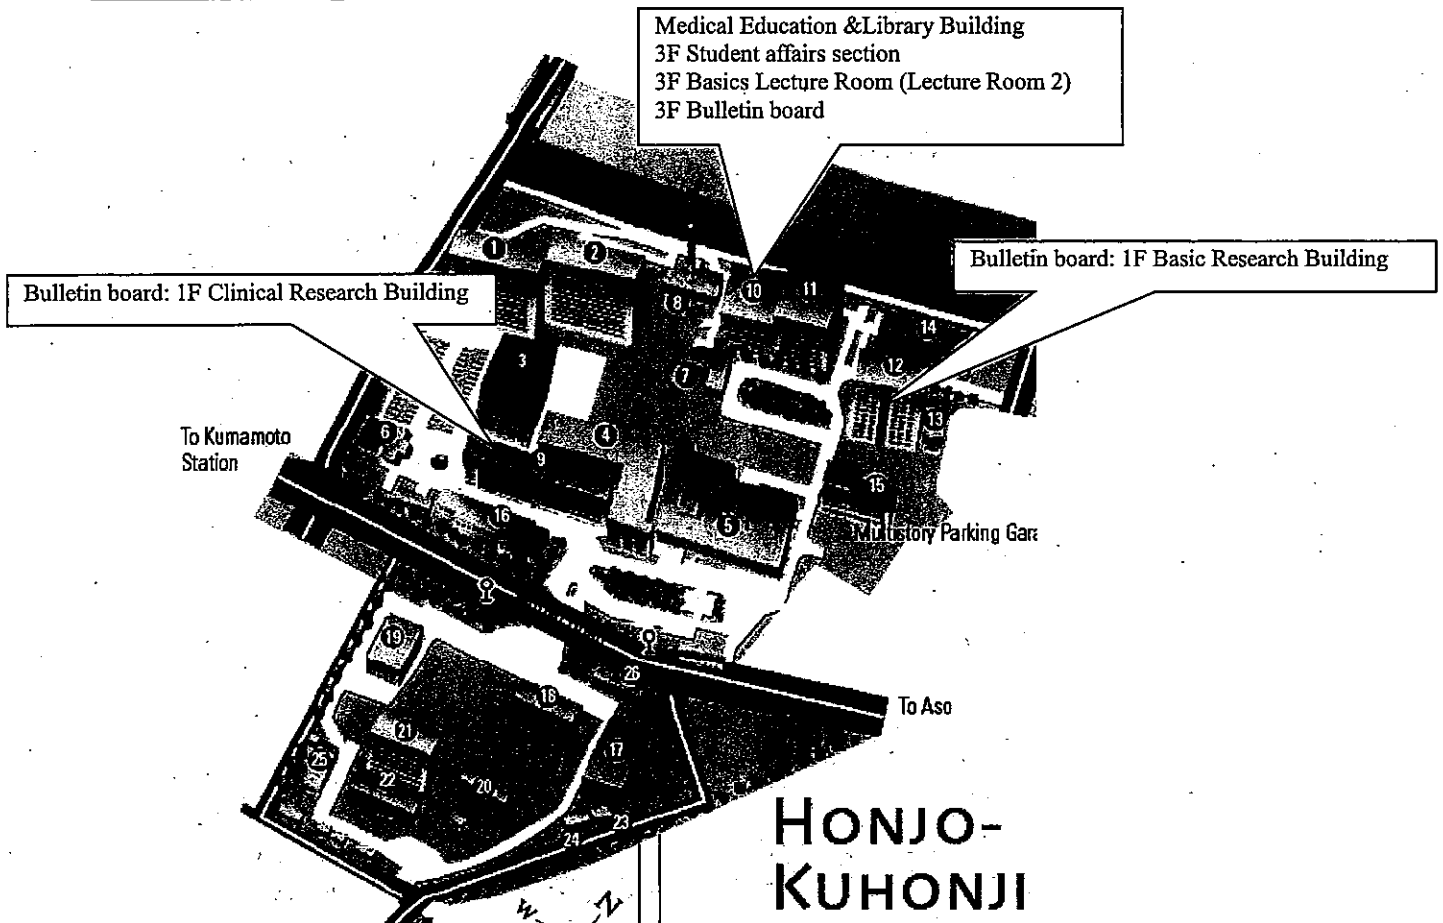 Medical Education &Library Building
3F Student affairs section
3F Basics Lecture Room (Lecture Room 2)
3F Bulletin board
Bulletin board: 1F Basic Research Building
Bulletin board: 1F Clinical Research Building
1
2
8
10
11
14
12
3
7
13
6
4
9
15
5
16
To Kumamoto
Station
Multistory Parking Gara
19
26
18
To Aso
21
17
25
22
20
23
24
HONJO-
KUHONJI
W
N